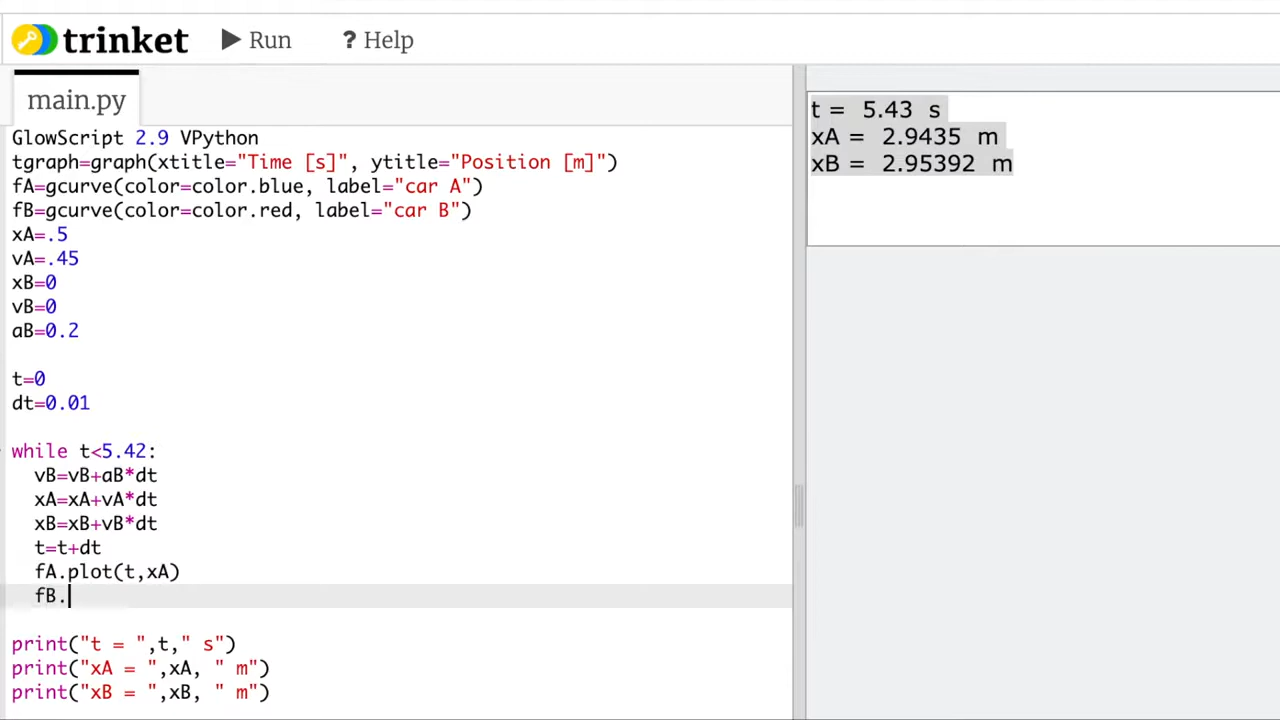 trinket
Run
? Help
main.py
GlowScript 2.9 VPython
tgraph=graph(xtitle="Time [s]", ytitle="Position [m]")
fA=gcurve(color=color.blue, label="car A")
fB=gcurve(color=color.red, label="car B")
xA=.5
vA=.45
xB=0
vB=0
aB=0.2
t=0
dt=0.01
while t<5.42:
  vB=vB+aB*dt
  xA=xA+vA*dt
  xB=xB+vB*dt
  t=t+dt
  fA.plot(t,xA)
  fB.
print("t = ",t," s")
print("xA = ",xA, " m")
print("xB = ",xB, " m")
t =  5.43  s
xA =  2.9435  m
xB =  2.95392  m